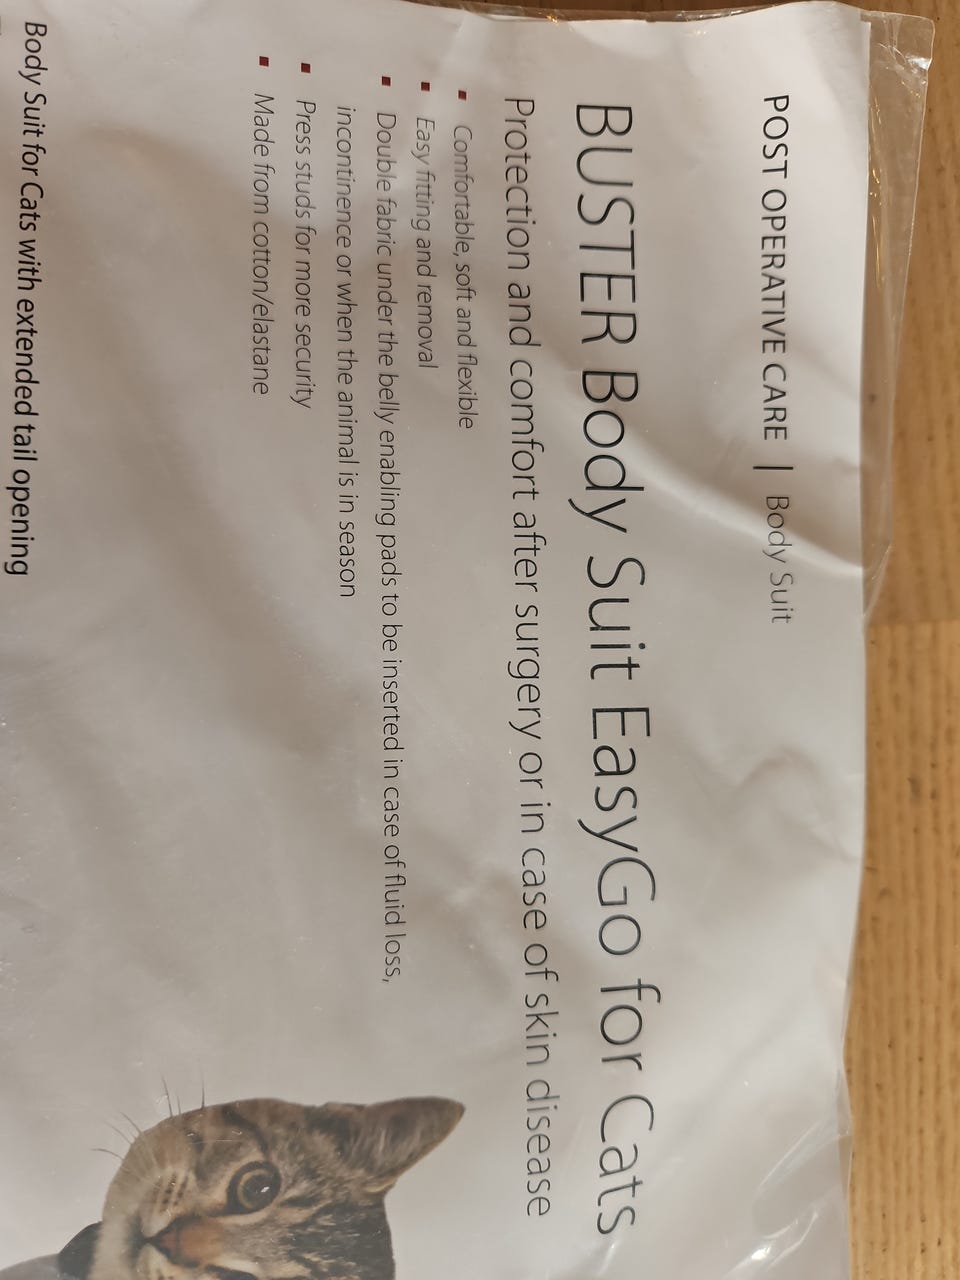 POST OPERATIVE CARE | Body Suit
BUSTER Body Suit EasyGo for Cats
Protection and comfort after surgery or in case of skin disease
▪ Comfortable, soft and flexible
▪ Easy fitting and removal
▪ Double fabric under the belly enabling pads to be inserted in case of fluid loss,
incontinence or when the animal is in season
▪ Press studs for more security
▪ Made from cotton/elastane
Body Suit for Cats with extended tail opening